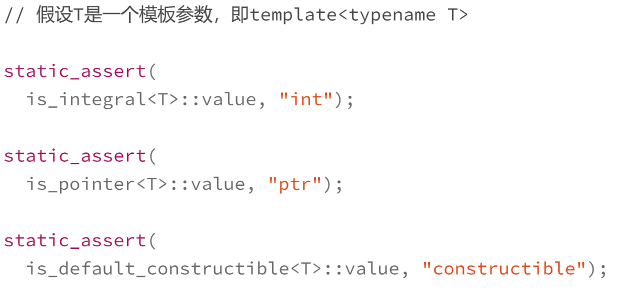 // 假设T是一个模板参数，即template<typename T>
static_assert(
is_integral<T>::value, "int");
static_assert(
is_pointer<T>::value, "ptr");
static_assert(
is_default_constructible<T>::value, "constructible");